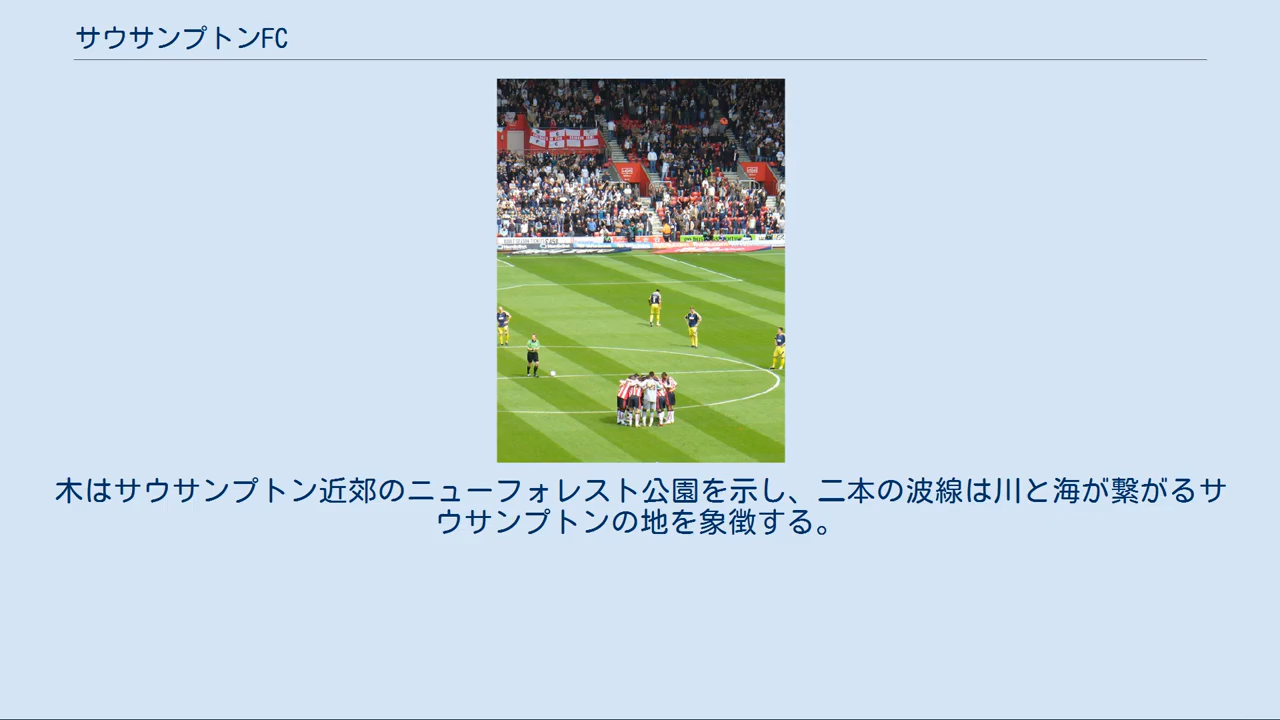 サウサンプトンFC
木はサウサンプトン近郊のニューフォレスト公園を示し、二本の波線は川と海が繋がるサ
ウサンプトンの地を象徴する。